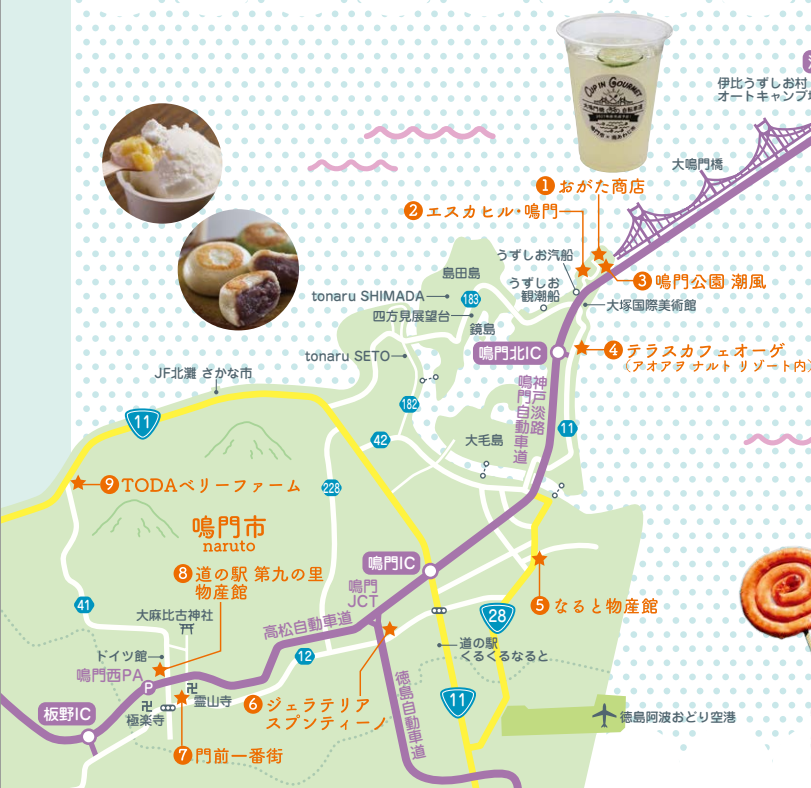 CUP IN GOURMET
伊比うずしお村
オートキャンプ場
大鳴門橋
1 おがた商店
2 エスカヒル・鳴門
うずしお汽船
3 鳴門公園 潮風
うずしお
観潮船
島田島
tonaru SHIMADA
183
四方見展望台
鏡島
大塚国際美術館
鳴門北IC
4 テラスカフェオーゲ
(アオアヲ ナルト リゾート内)
tonaru SETO
JF北灘 さかな市
神戸淡路
鳴門自動車道
182
11
11
42
大毛島
228
9 TODAベリーファーム
鳴門市
naruto
鳴門IC
8 道の駅 第九の里
物産館
鳴門
JCT
5 なると物産館
41
大麻比古神社
高松自動車道
28
12
道の駅
くるくるなると
ドイツ館
鳴門西PA
P
徳島自動車道
霊山寺
極楽寺
6 ジェラテリア
スプンティーノ
11
板野IC
徳島阿波おどり空港
7 門前一番街